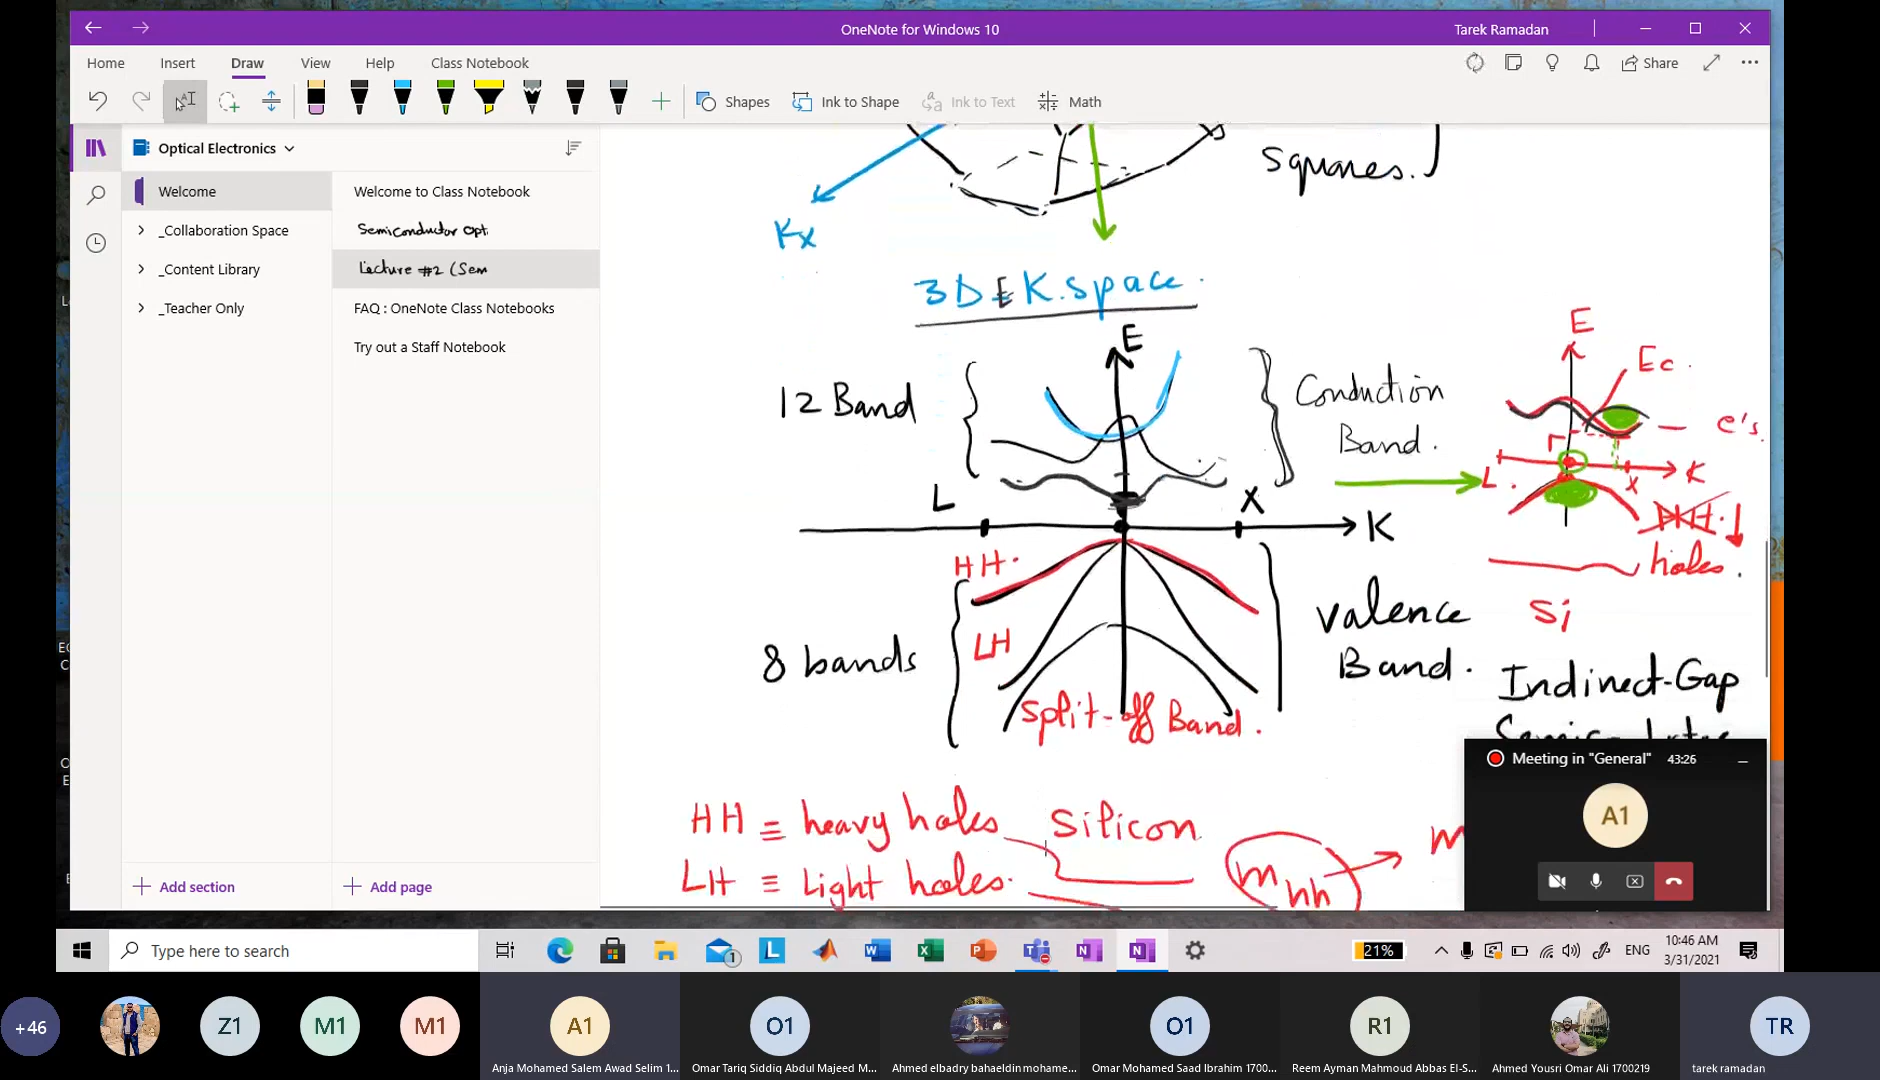 OneNote for Windows 10
Tarek Ramadan
Home Insert Draw View Help Class Notebook
Share
Shapes Ink to Shape Ink to Text Math
Optical Electronics
Welcome
_Collaboration Space
_Content Library
_Teacher Only
Welcome to Class Notebook
Semiconductor opti
Lecture #2 (Sem
FAQ : OneNote Class Notebooks
Try out a Staff Notebook
Add section
Add page
squares.
Kx
3D E K.space.
E
12 Band
Conduction
Band.
L
X
K
HH.
LH
8 bands
Split-off Band.
Valence
Band.
E
Ec.
e's.
Γ
L.
X
K
holes.
Si
Indirect-Gap
HH ≡ heavy holes
Silicon
LH ≡ Light holes.
m hh
m
Meeting in "General" 43:26
A1
Type here to search
1
21%
ENG
10:46 AM
3/31/2021
+46
Z1
M1
M1
A1
O1
O1
R1
TR
Anja Mohamed Salem Awad Selim 1...
Omar Tariq Siddiq Abdul Majeed M...
Ahmed elbadry bahaeldin mohame...
Omar Mohamed Saad Ibrahim 1700...
Reem Ayman Mahmoud Abbas El-S...
Ahmed Yousri Omar Ali 1700219
tarek ramadan